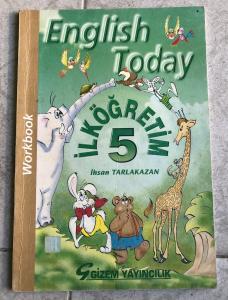 English
Today
İLKÖĞRETİM
5
İhsan TARLAKAZAN
Workbook
GİZEM YAYINCILIK